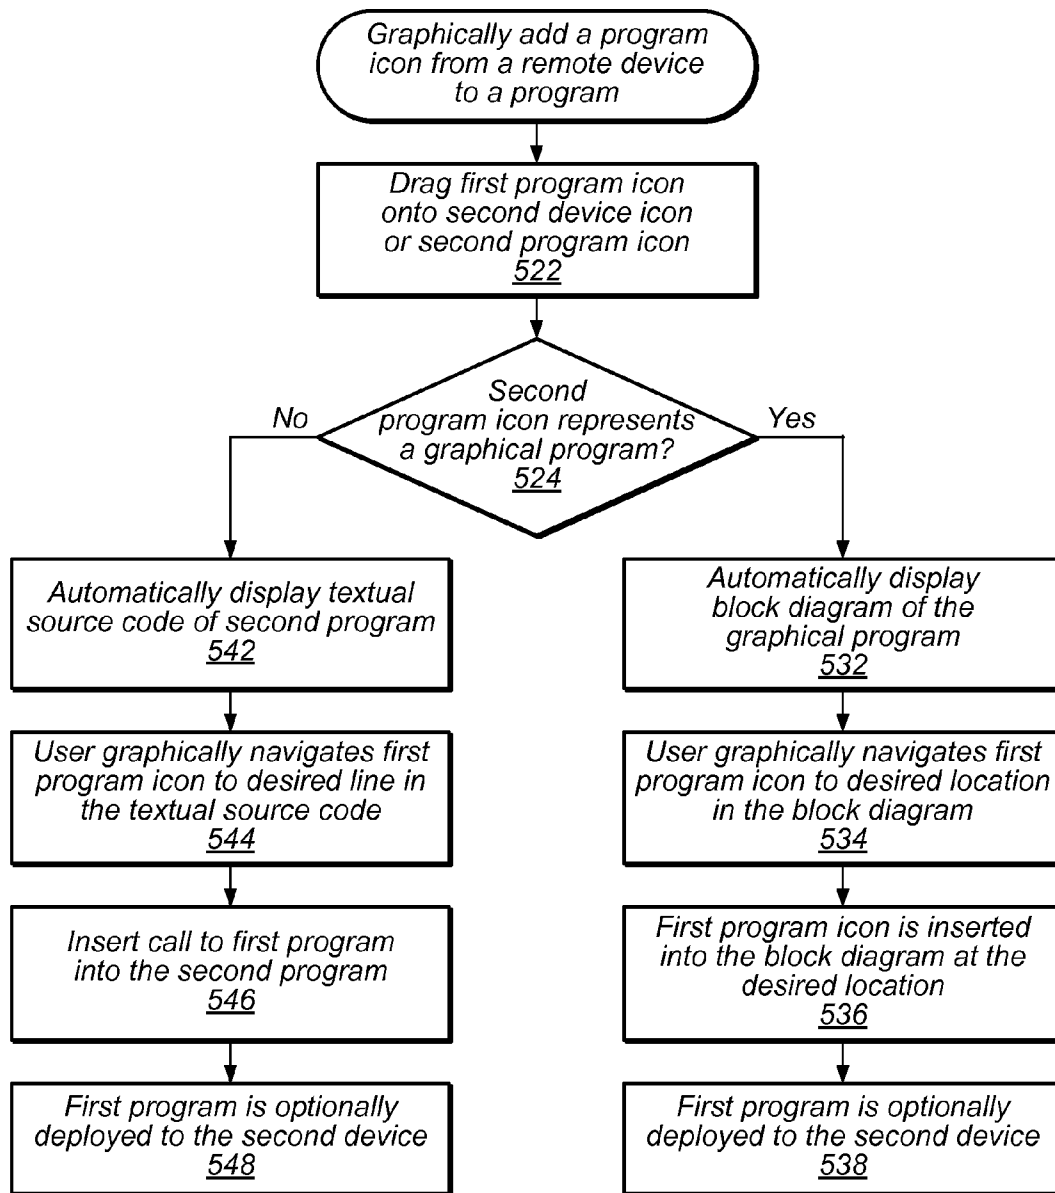 Graphically add a program
icon from a remote device
to a program
Drag first program icon
onto second device icon
or second program icon
522
Second
program icon represents
a graphical program?
524
No
Yes
Automatically display textual
source code of second program
542
User graphically navigates first
program icon to desired line in
the textual source code
544
Insert call to first program
into the second program
546
First program is optionally
deployed to the second device
548
Automatically display
block diagram of the
graphical program
532
User graphically navigates first
program icon to desired location
in the block diagram
534
First program icon is inserted
into the block diagram at the
desired location
536
First program is optionally
deployed to the second device
538